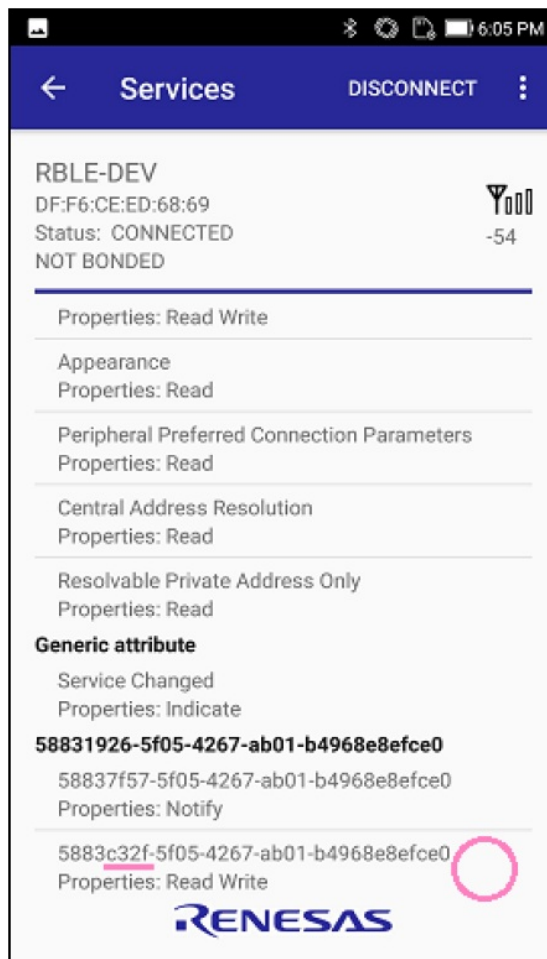 6:05 PM
Services DISCONNECT
RBLE-DEV
DF:F6:CE:ED:68:69
Status: CONNECTED
-54
NOT BONDED
Properties: Read Write
Appearance
Properties: Read
Peripheral Preferred Connection Parameters
Properties: Read
Central Address Resolution
Properties: Read
Resolvable Private Address Only
Properties: Read
Generic attribute
Service Changed
Properties: Indicate
58831926-5f05-4267-ab01-b4968e8efce0
58837f57-5f05-4267-ab01-b4968e8efce0
Properties: Notify
5883c32f-5f05-4267-ab01-b4968e8efce0
Properties: Read Write
RENESAS